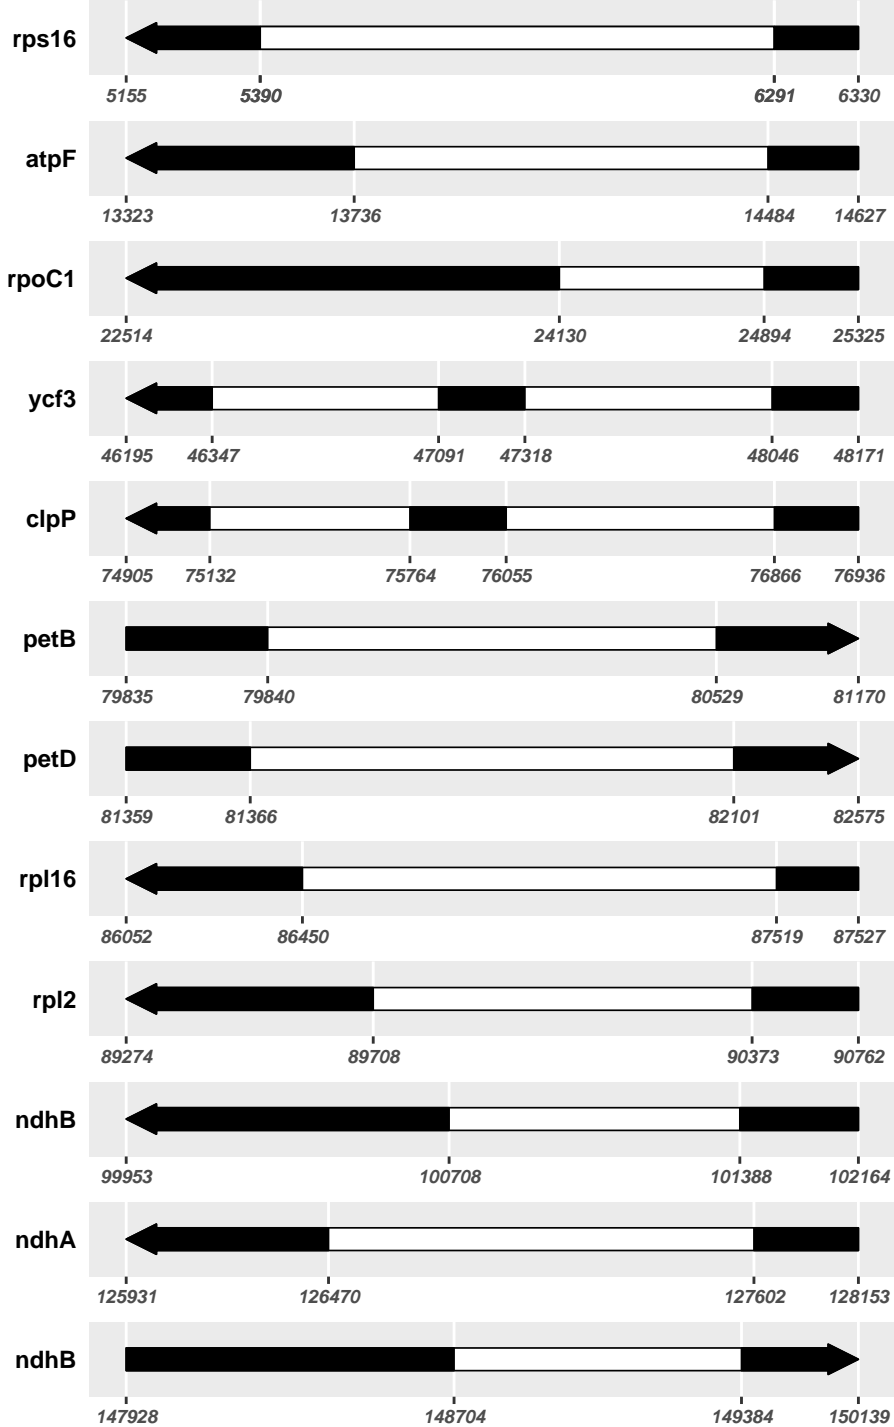 rps16
5155 5390 6291 6330
atpF
13323 13736 14484 14627
rpoC1
22514 24130 24894 25325
ycf3
46195 46347 47091 47318 48046 48171
clpP
74905 75132 75764 76055 76866 76936
petB
79835 79840 80529 81170
petD
81359 81366 82101 82575
rpl16
86052 86450 87519 87527
rpl2
89274 89708 90373 90762
ndhB
99953 100708 101388 102164
ndhA
125931 126470 127602 128153
ndhB
147928 148704 149384 150139